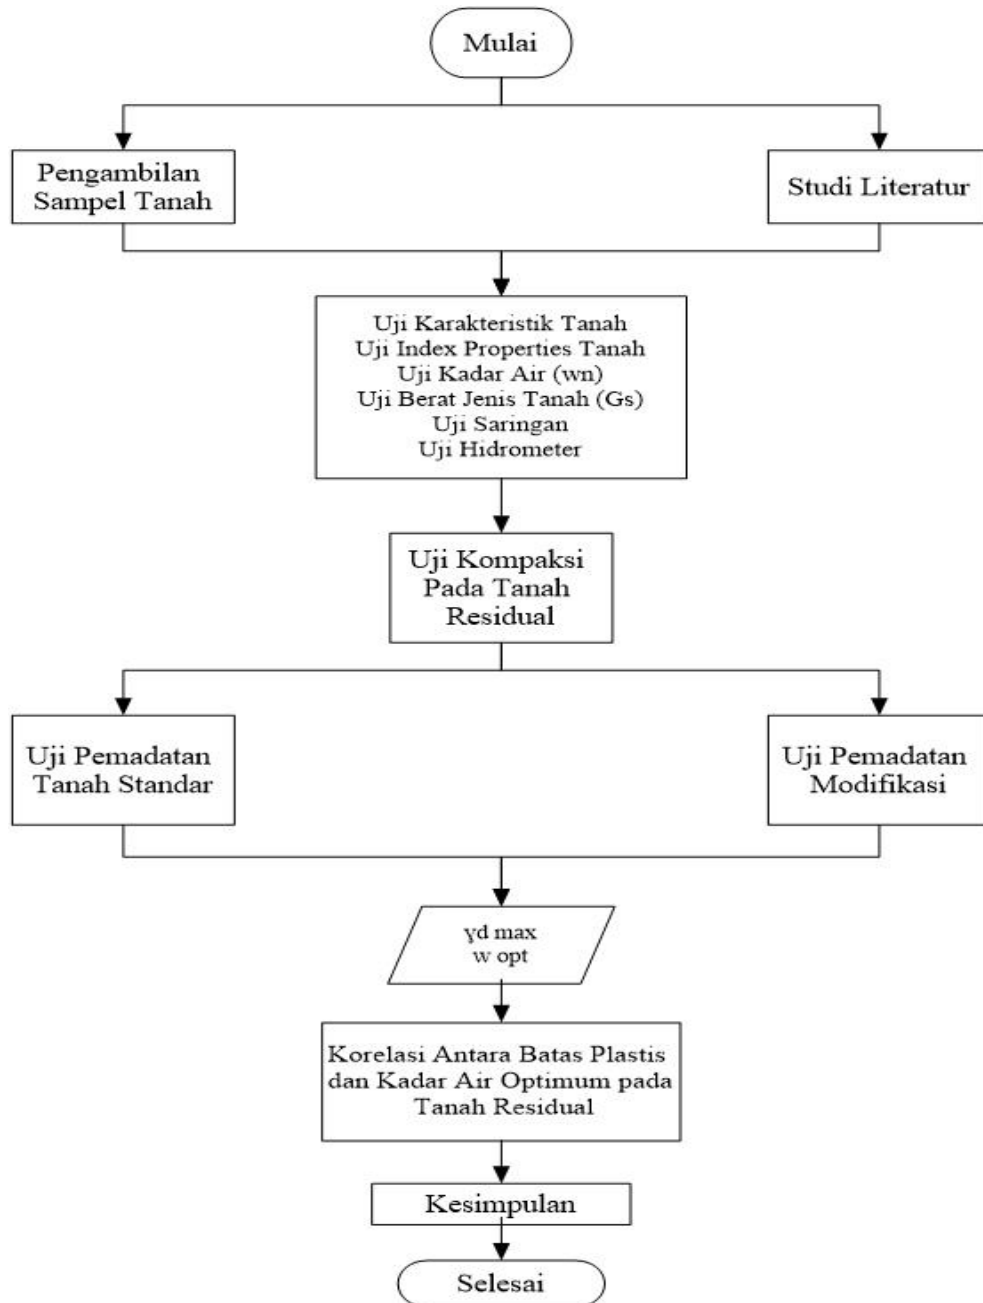 Mulai
Pengambilan
Sampel Tanah
Studi Literatur
Uji Karakteristik Tanah
Uji Index Properties Tanah
Uji Kadar Air (wn)
Uji Berat Jenis Tanah (Gs)
Uji Saringan
Uji Hidrometer
Uji Kompaksi
Pada Tanah
Residual
Uji Pemadatan
Tanah Standar
Uji Pemadatan
Modifikasi
γd max
w opt
Korelasi Antara Batas Plastis
dan Kadar Air Optimum pada
Tanah Residual
Kesimpulan
Selesai